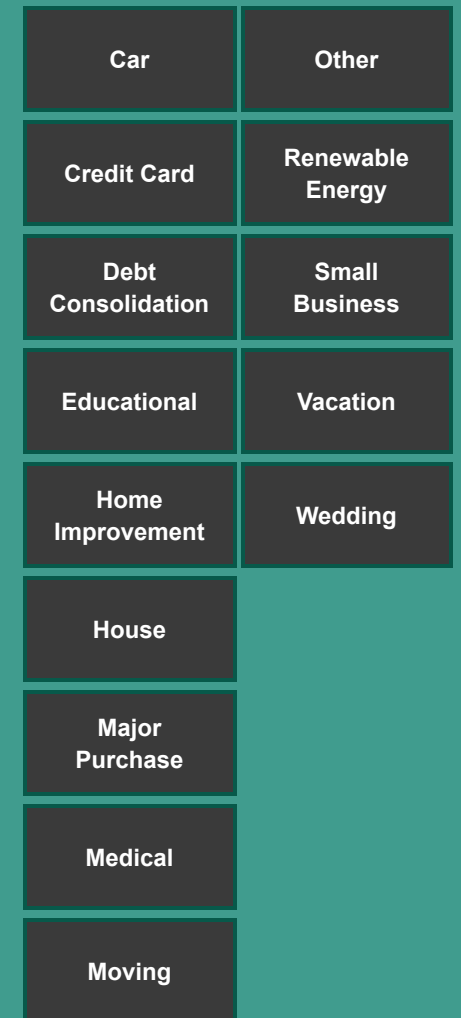 Car
Credit Card
Debt
Consolidation
Educational
Home
Improvement
House
Major
Purchase
Medical
Moving
Other
Renewable
Energy
Small
Business
Vacation
Wedding